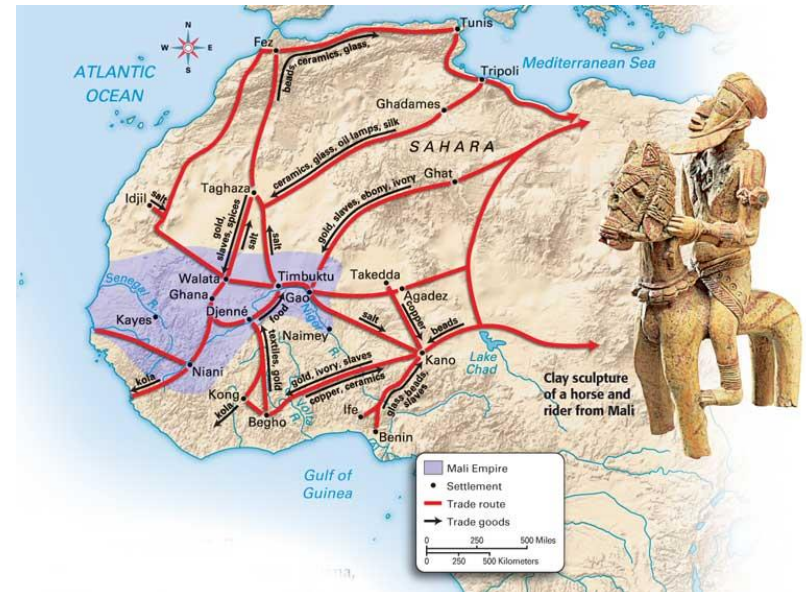 Tunis
Fez
N
W E
S
beads, ceramics, glass,
Mediterranean Sea
ATLANTIC
OCEAN
Tripoli
Ghadames
SAHARA
ceramics, glass, oil lamps, silk
Ghat
Taghaza
Idjil
salt
gold,
slaves, spices
salt
salt
gold, slaves, ebony, ivory
Walata
Timbuktu
Takedda
Senegal R.
Ghana
Gao
Agadez
Djenné
food
Niger
R.
Kayes
Naimey
salt
copper
beads
textiles, gold
Kano
Lake
Chad
Niani
kola
gold, ivory, slaves
copper, ceramics
Clay sculpture
of a horse and
rider from Mali
Kong
kola
Volta
R.
Ife
glass, beads,
slaves
Begho
Benin
Gulf of
Guinea
Mali Empire
Settlement
Trade route
Trade goods
0 250 500 Miles
0 250 500 Kilometers